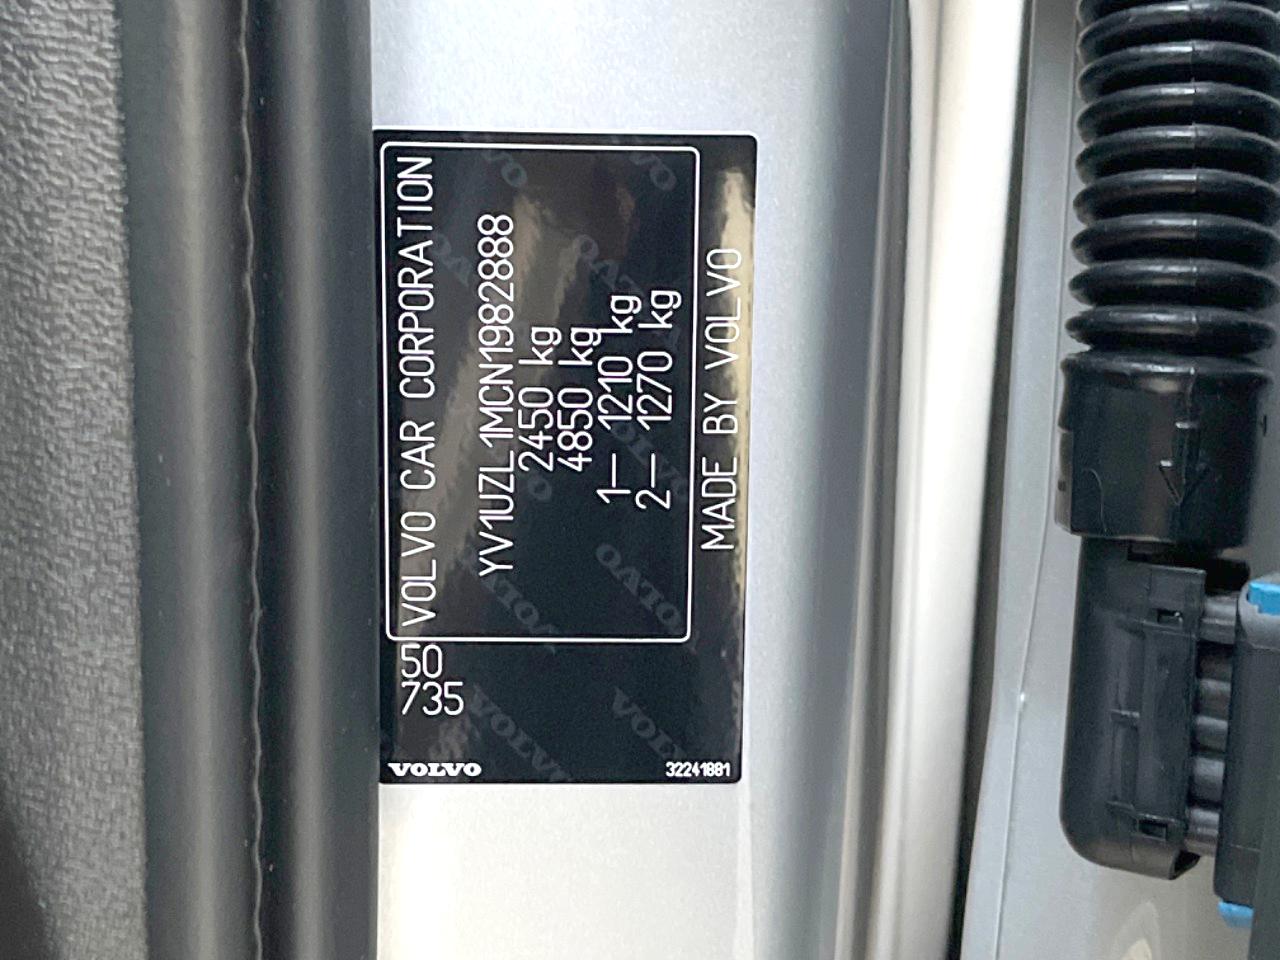 VOLVO CAR CORPORATION
YV1UZL1MCN1982888
2450 kg
4850 kg
1— 1210 kg
2— 1270 kg
MADE BY VOLVO
50
735
VOLVO
32241881